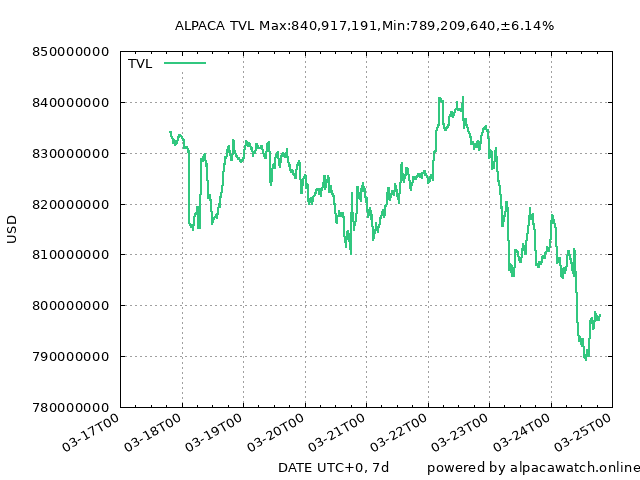 ALPACA TVL Max:840,917,191,Min:789,209,640,±6.14%
850000000
TVL
840000000
830000000
820000000
USD
810000000
800000000
790000000
780000000
03-17T00
03-18T00
03-19T00
03-20T00
03-21T00
03-22T00
03-23T00
03-24T00
03-25T00
DATE UTC+0, 7d
powered by alpacawatch.online